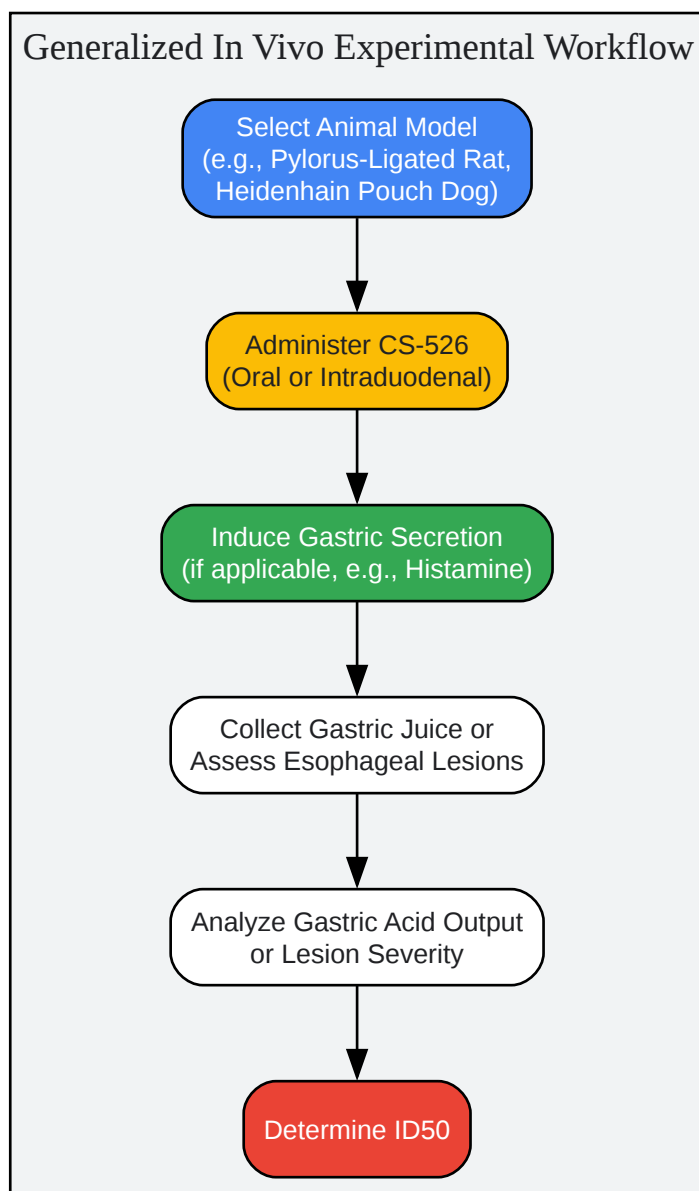 Generalized In Vivo Experimental Workflow
Select Animal Model
(e.g., Pylorus-Ligated Rat,
Heidenhain Pouch Dog)
Administer CS-526
(Oral or Intraduodenal)
Induce Gastric Secretion
(if applicable, e.g., Histamine)
Collect Gastric Juice or
Assess Esophageal Lesions
Analyze Gastric Acid Output
or Lesion Severity
Determine ID50